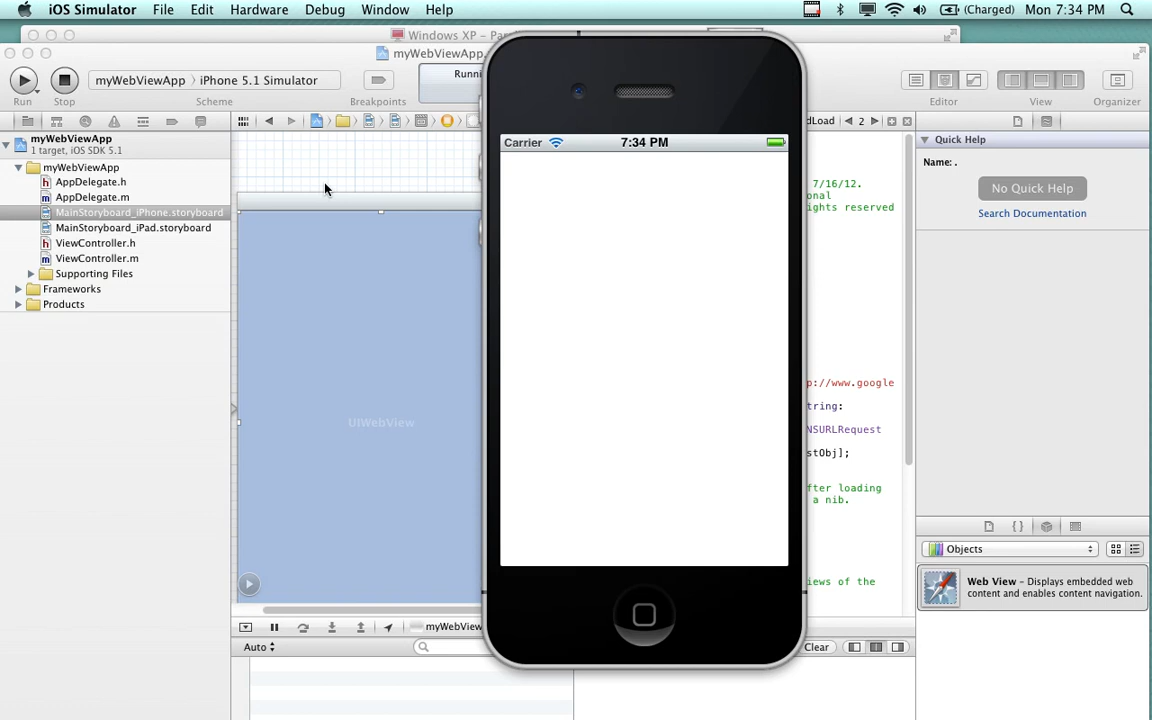 iOS Simulator File Edit Hardware Debug Window Help (Charged) Mon 7:34 PM
Windows XP - Pa
myWebViewApp.
myWebViewApp iPhone 5.1 Simulator Runni
Run Stop Scheme Breakpoints Editor View Organizer
dLoad 2
myWebViewApp
1 target, iOS SDK 5.1
myWebViewApp
AppDelegate.h
AppDelegate.m
MainStoryboard_iPhone.storyboard
MainStoryboard_iPad.storyboard
ViewController.h
ViewController.m
Supporting Files
Frameworks
Products
UIWebView
myWebView
Auto
Carrier 7:34 PM
7/16/12.
onal
ights reserved
p://www.google
tring:
NSURLRequest
stObj];
fter loading
a nib.
iews of the
Clear
Quick Help
Name: .
No Quick Help
Search Documentation
{ }
Objects
Web View – Displays embedded web
content and enables content navigation.